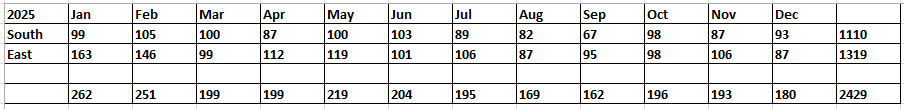 2025 Jan Feb Mar Apr May Jun Jul Aug Sep Oct Nov Dec
South 99 105 100 87 100 103 89 82 67 98 87 93 1110
East 163 146 99 112 119 101 106 87 95 98 106 87 1319
262 251 199 199 219 204 195 169 162 196 193 180 2429